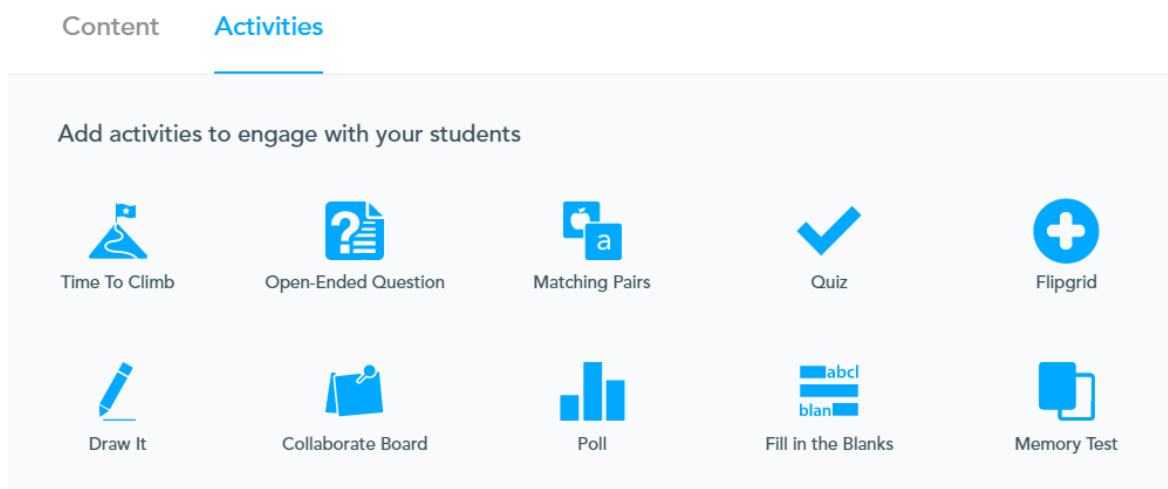 Content Activities
Add activities to engage with your students
a
Time To Climb Open-Ended Question Matching Pairs Quiz Flipgrid
abcl
blan
Draw It Collaborate Board Poll Fill in the Blanks Memory Test